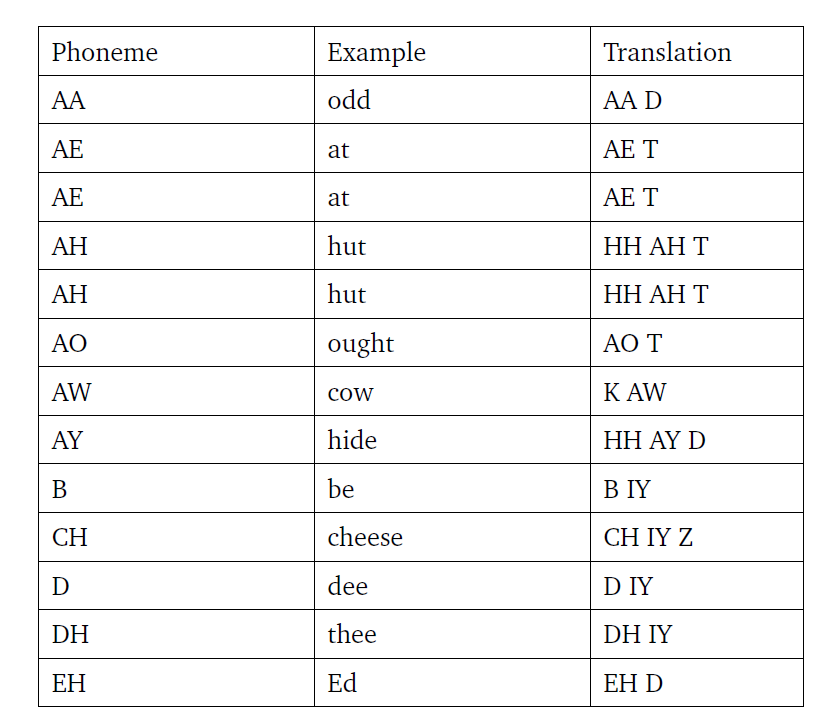 Phoneme Example Translation
AA odd AA D
AE at AE T
AE at AE T
AH hut HH AH T
AH hut HH AH T
AO ought AO T
AW cow K AW
AY hide HH AY D
B be B IY
CH cheese CH IY Z
D dee D IY
DH thee DH IY
EH Ed EH D